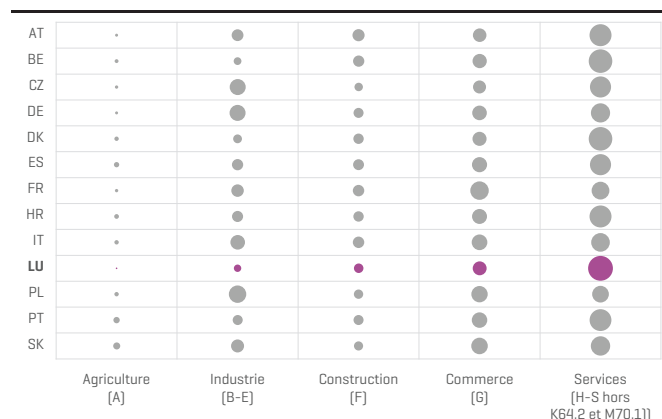 AT
BE
CZ
DE
DK
ES
FR
HR
IT
LU
PL
PT
SK
Agriculture
(A)
Industrie
(B-E)
Construction
(F)
Commerce
(G)
Services
(H-S hors
K64.2 et M70.1))